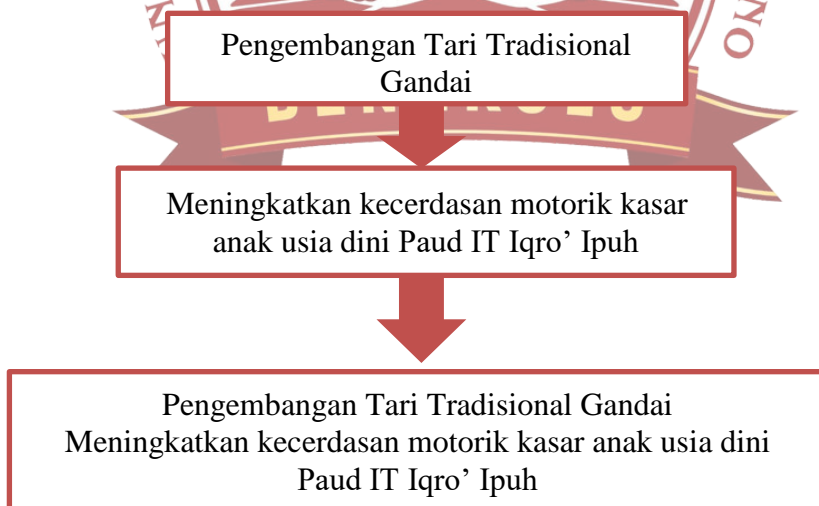 Pengembangan Tari Tradisional
Gandai
Meningkatkan kecerdasan motorik kasar
anak usia dini Paud IT Iqro’ Ipuh
Pengembangan Tari Tradisional Gandai
Meningkatkan kecerdasan motorik kasar anak usia dini
Paud IT Iqro’ Ipuh